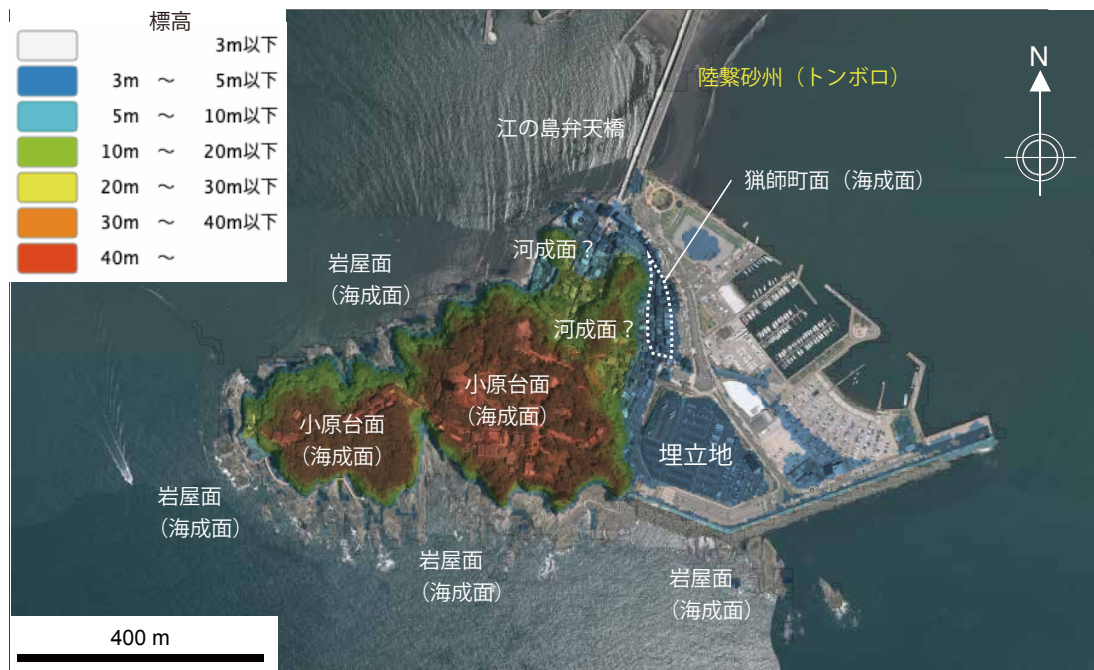 標高
3m以下
3m ～ 5m以下
5m ～ 10m以下
10m ～ 20m以下
20m ～ 30m以下
30m ～ 40m以下
40m ～
陸繋砂州（トンボロ）
N
江の島弁天橋
猟師町面（海成面）
河成面？
岩屋面
（海成面）
河成面？
小原台面
（海成面）
小原台面
（海成面）
埋立地
岩屋面
（海成面）
岩屋面
（海成面）
岩屋面
（海成面）
400 m